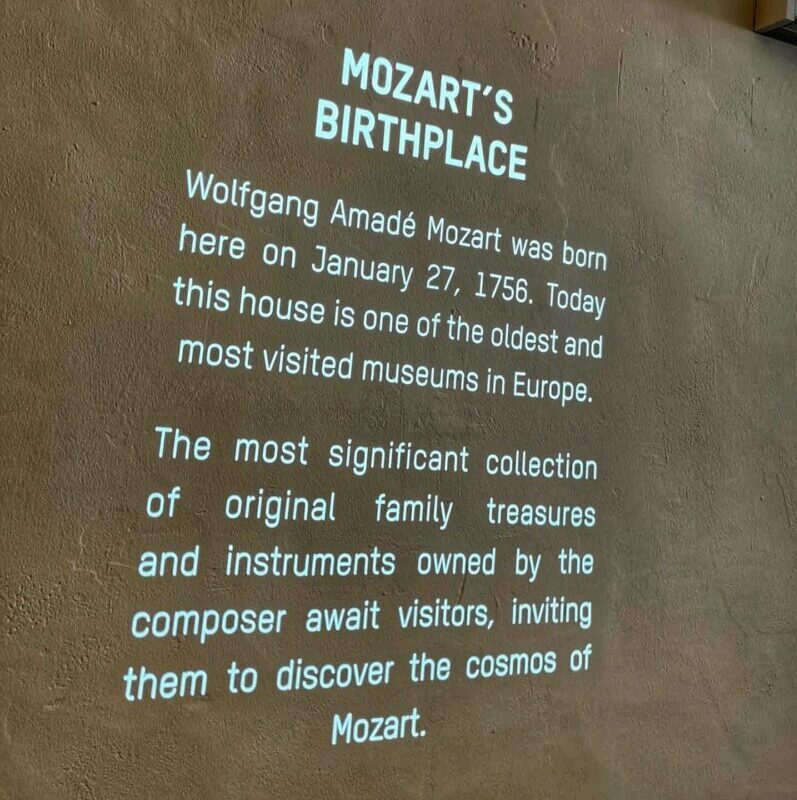 MOZART'S
BIRTHPLACE
Wolfgang Amadé Mozart was born
here on January 27, 1756. Today
this house is one of the oldest and
most visited museums in Europe.
The most significant collection
of original family treasures
and instruments owned by the
composer await visitors, inviting
them to discover the cosmos of
Mozart.